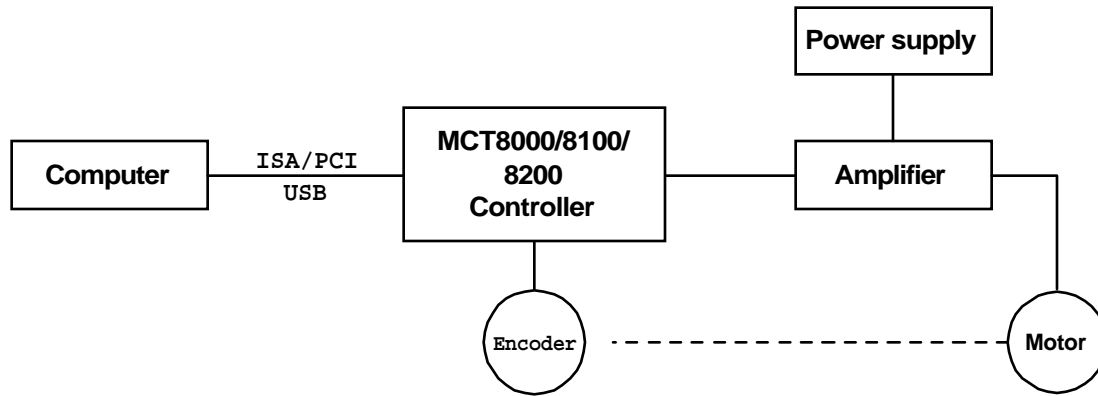 Power supply
Computer
ISA/PCI
USB
MCT8000/8100/
8200
Controller
Amplifier
Encoder
Motor